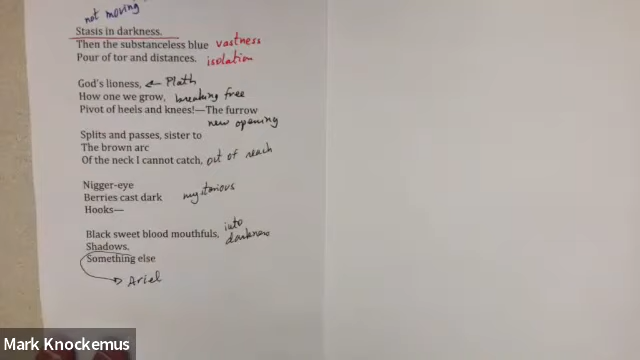 not moving
Stasis in darkness.
Then the substanceless blue vastness
Pour of tor and distances. isolation
God's lioness, ← Plath
How one we grow, breaking free
Pivot of heels and knees!—The furrow
new opening
Splits and passes, sister to
The brown arc
Of the neck I cannot catch, out of reach
Nigger-eye
Berries cast dark mysterious
Hooks—
Black sweet blood mouthfuls, into
Shadows, darkness
Something else
→ Ariel
Mark Knockemus